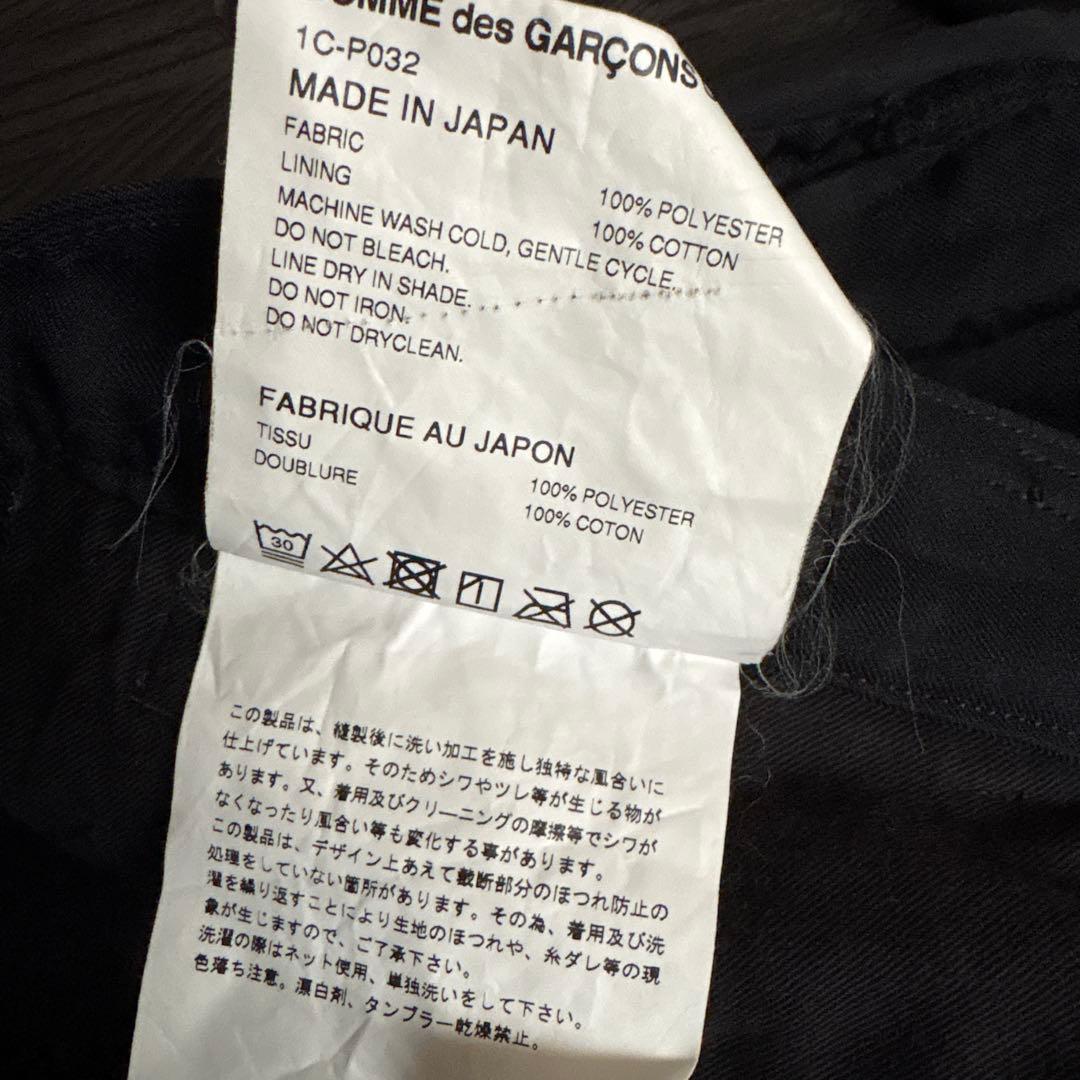 COMME des GARÇONS
1C-P032
MADE IN JAPAN
FABRIC 100% POLYESTER
LINING 100% COTTON
MACHINE WASH COLD, GENTLE CYCLE.
DO NOT BLEACH.
LINE DRY IN SHADE.
DO NOT IRON.
DO NOT DRYCLEAN.
FABRIQUE AU JAPON
TISSU 100% POLYESTER
DOUBLURE 100% COTON
30
この製品は、縫製後に洗い加工を施し独特な風合いに
仕上げています。そのためシワやツレ等が生じる物が
あります。又、着用及びクリーニングの摩擦等でシワが
なくなったり風合い等も変化する事があります。
この製品は、デザイン上あえて裁断部分のほつれ防止の
処理をしていない箇所があります。その為、着用及び洗
濯を繰り返すことにより生地のほつれや、糸ダレ等の現
象が生じますので、ご了承下さい。
洗濯の際はネット使用、単独洗いをして下さい。
色落ち注意。漂白剤、タンブラー乾燥禁止。